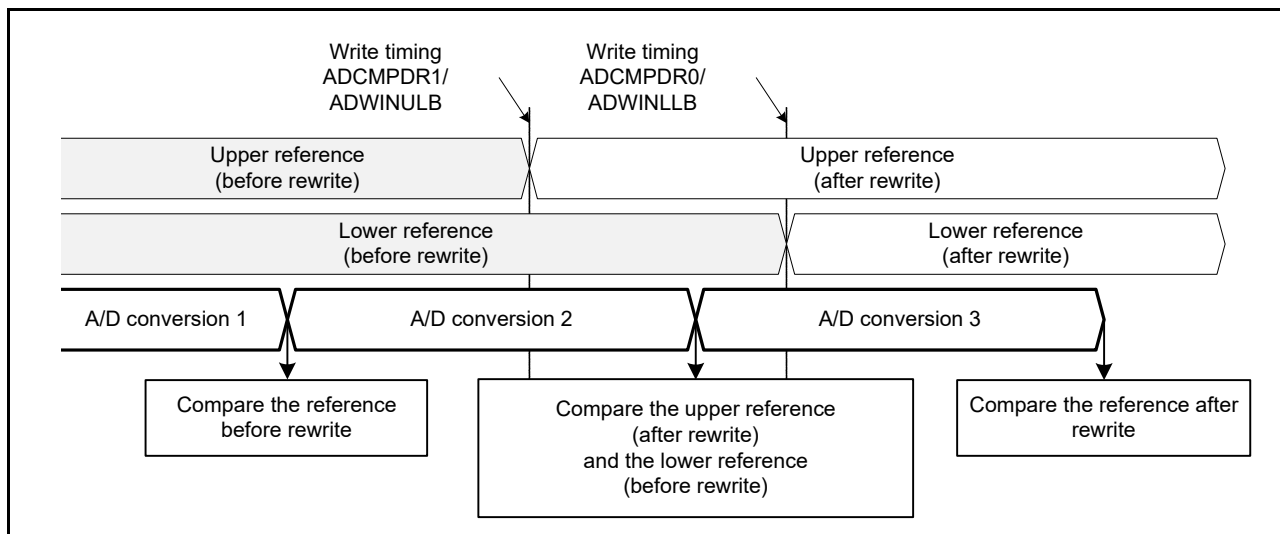 Write timing
ADCMPDR1/
ADWINULB
Write timing
ADCMPDR0/
ADWINLLB
Upper reference
(before rewrite)
Upper reference
(after rewrite)
Lower reference
(before rewrite)
Lower reference
(after rewrite)
A/D conversion 1
A/D conversion 2
A/D conversion 3
Compare the reference
before rewrite
Compare the upper reference
(after rewrite)
and the lower reference
(before rewrite)
Compare the reference after
rewrite